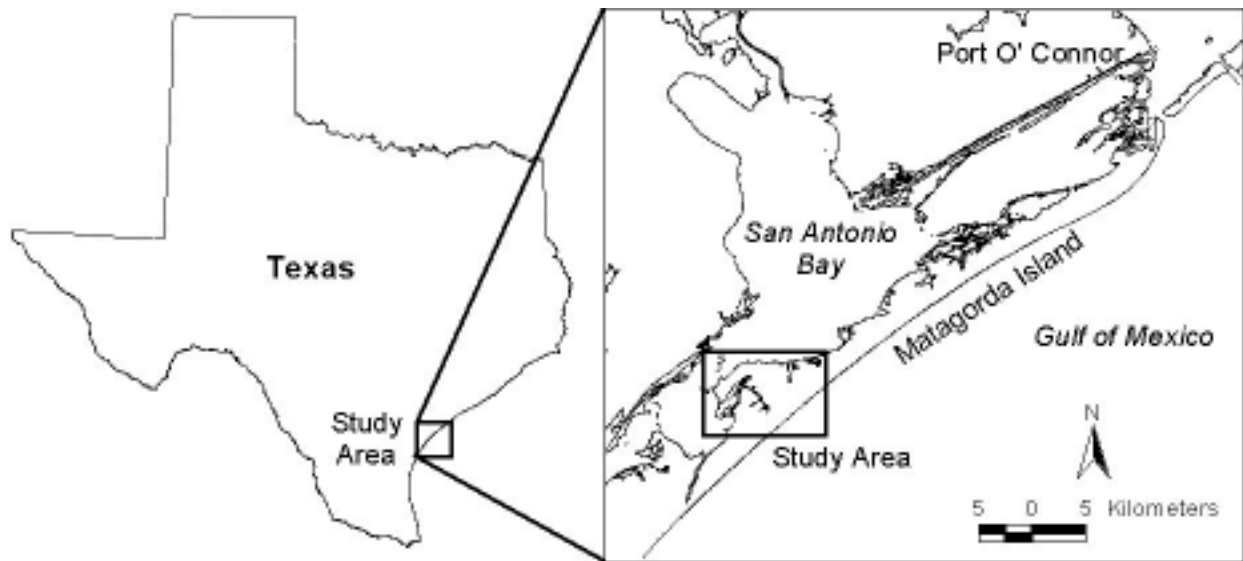 Texas
Study
Area
Port O' Connor
San Antonio
Bay
Matagorda Island
Gulf of Mexico
Study Area
N
5 0 5 Kilometers